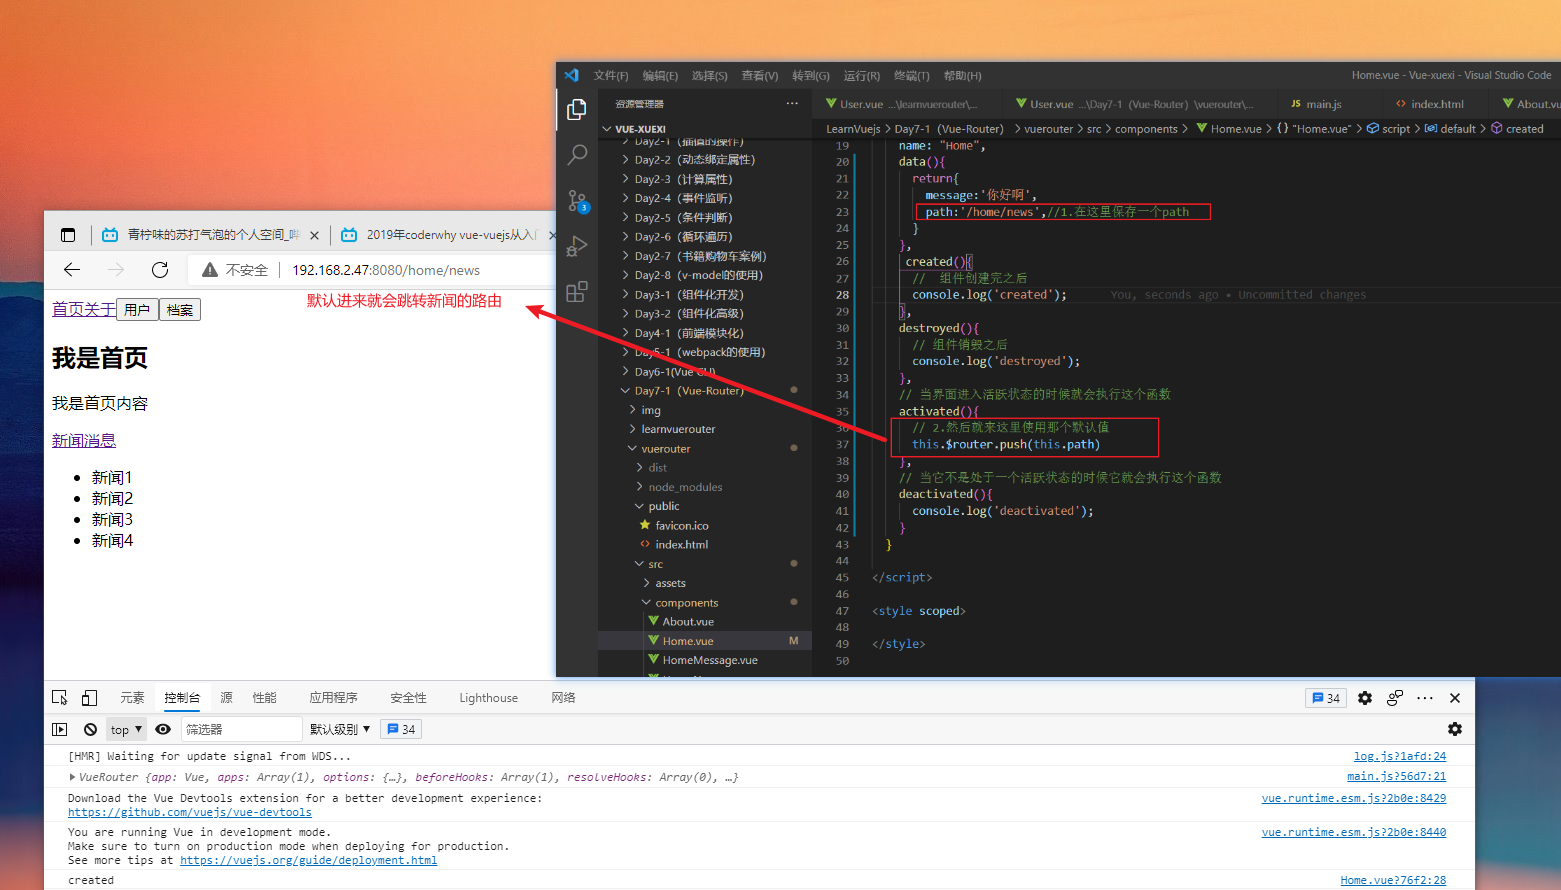 文件(F) 编辑(E) 选择(S) 查看(V) 转到(G) 运行(R) 终端(T) 帮助(H)
Home.vue - Vue-xuexi - Visual Studio Code
资源管理器
User.vue ...\learnvuerouter\...
User.vue ...\Day7-1（Vue-Router）\vuerouter\...
JS main.js
<> index.html
About.vu
VUE-XUEXI
LearnVuejs > Day7-1（Vue-Router） > vuerouter > src > components > Home.vue > {} "Home.vue" > script > default > created
Day2-1（插值的操作）
Day2-2（动态绑定属性）
Day2-3（计算属性）
Day2-4（事件监听）
Day2-5（条件判断）
Day2-6（循环遍历）
Day2-7（书籍购物车案例）
Day2-8（v-model的使用）
Day3-1（组件化开发）
Day3-2（组件化高级）
Day4-1（前端模块化）
Day5-1（webpack的使用）
Day6-1(Vue CLI)
Day7-1（Vue-Router）
img
learnvuerouter
vuerouter
dist
node_modules
public
favicon.ico
<> index.html
src
assets
components
About.vue
Home.vue M
HomeMessage.vue
3
19 name: "Home",
20 data(){
21 return{
22 message:'你好啊',
23 path:'/home/news',//1.在这里保存一个path
24 }
25 },
26 created(){
27 // 组件创建完之后
28 console.log('created'); You, seconds ago • Uncommitted changes
29 },
30 destroyed(){
31 // 组件销毁之后
32 console.log('destroyed');
33 },
34 // 当界面进入活跃状态的时候就会执行这个函数
35 activated(){
36 // 2.然后就来这里使用那个默认值
37 this.$router.push(this.path)
38 },
39 // 当它不是处于一个活跃状态的时候它就会执行这个函数
40 deactivated(){
41 console.log('deactivated');
42 }
43 }
44
45 </script>
46
47 <style scoped>
48
49 </style>
50
青柠味的苏打气泡的个人空间_哔
2019年coderwhy vue-vuejs从入门
不安全 192.168.2.47:8080/home/news
首页关于 用户 档案
默认进来就会跳转新闻的路由
我是首页
我是首页内容
新闻消息
新闻1
新闻2
新闻3
新闻4
元素 控制台 源 性能 应用程序 安全性 Lighthouse 网络 34
top ▼ 筛选器 默认级别 ▼ 34
[HMR] Waiting for update signal from WDS... log.js?1afd:24
VueRouter {app: Vue, apps: Array(1), options: {…}, beforeHooks: Array(1), resolveHooks: Array(0), …} main.js?56d7:21
Download the Vue Devtools extension for a better development experience: vue.runtime.esm.js?2b0e:8429
https://github.com/vuejs/vue-devtools
You are running Vue in development mode. vue.runtime.esm.js?2b0e:8440
Make sure to turn on production mode when deploying for production.
See more tips at https://vuejs.org/guide/deployment.html
created Home.vue?76f2:28